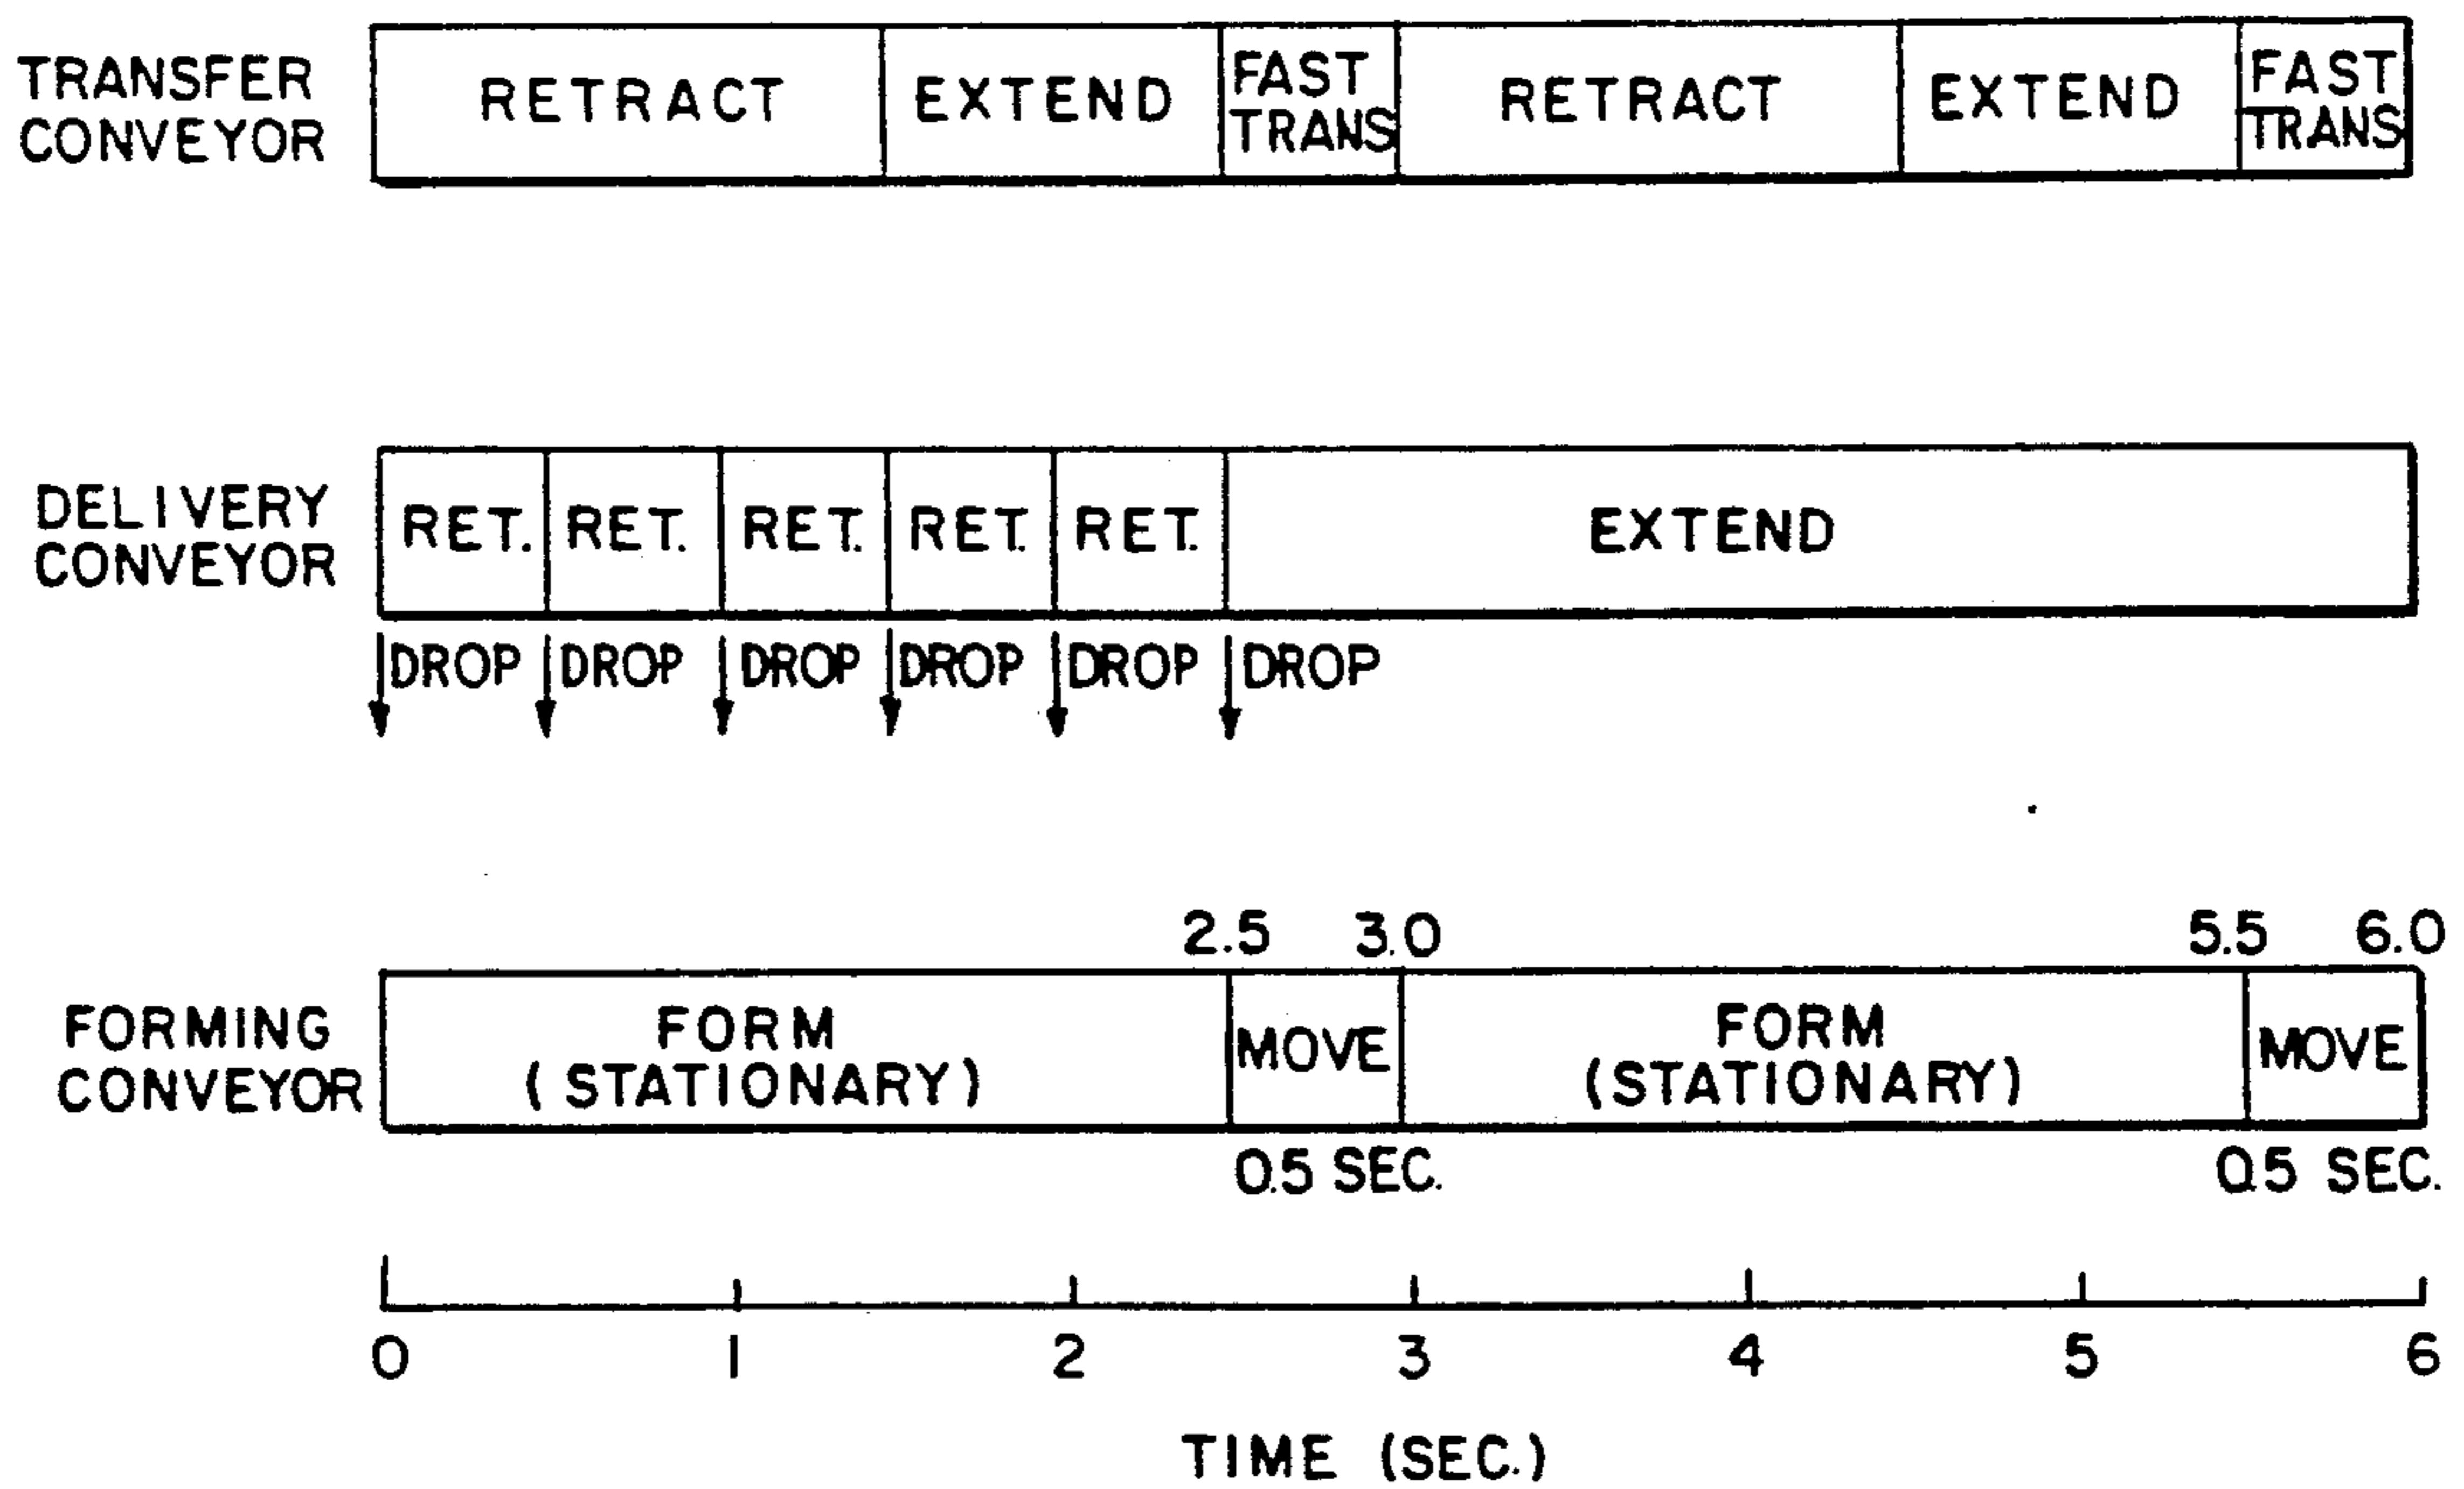 TRANSFER
CONVEYOR
RETRACT
EXTEND
FAST
TRANS
RETRACT
EXTEND
FAST
TRANS
DELIVERY
CONVEYOR
RET.
RET.
RET.
RET.
RET.
EXTEND
DROP
DROP
DROP
DROP
DROP
DROP
2.5
3.0
5.5
6.0
FORMING
CONVEYOR
FORM
(STATIONARY)
MOVE
FORM
(STATIONARY)
MOVE
0.5 SEC.
0.5 SEC.
0 1 2 3 4 5 6
TIME (SEC.)